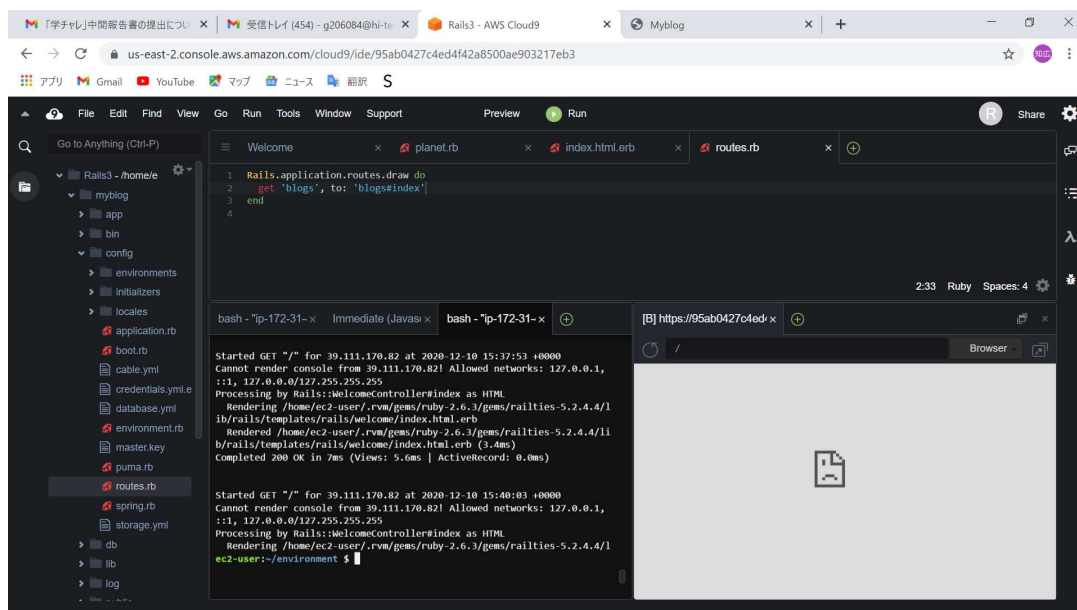 「学チャレ」中間報告書の提出につい
受信トレイ (454) - g206084@hi-te
Rails3 - AWS Cloud9
Myblog
us-east-2.console.aws.amazon.com/cloud9/ide/95ab0427c4ed4f42a8500ae903217eb3
知広
アプリ Gmail YouTube マップ ニュース 翻訳 S
9 File Edit Find View Go Run Tools Window Support Preview Run R Share
Go to Anything (Ctrl-P)
Welcome planet.rb index.html.erb routes.rb
Rails3 - /home/e
myblog
app
bin
config
environments
initializers
locales
application.rb
boot.rb
cable.yml
credentials.yml.e
database.yml
environment.rb
master.key
puma.rb
routes.rb
spring.rb
storage.yml
db
lib
log
1 Rails.application.routes.draw do
2 get 'blogs', to: 'blogs#index'
3 end
4
2:33 Ruby Spaces: 4
bash - "ip-172-31- Immediate (Javasc bash - "ip-172-31-
Started GET "/" for 39.111.170.82 at 2020-12-10 15:37:53 +0000
Cannot render console from 39.111.170.82! Allowed networks: 127.0.0.1,
::1, 127.0.0.0/127.255.255.255
Processing by Rails::WelcomeController#index as HTML
Rendering /home/ec2-user/.rvm/gems/ruby-2.6.3/gems/railties-5.2.4.4/l
ib/rails/templates/rails/welcome/index.html.erb
Rendered /home/ec2-user/.rvm/gems/ruby-2.6.3/gems/railties-5.2.4.4/li
b/rails/templates/rails/welcome/index.html.erb (3.4ms)
Completed 200 OK in 7ms (Views: 5.6ms | ActiveRecord: 0.0ms)
Started GET "/" for 39.111.170.82 at 2020-12-10 15:40:03 +0000
Cannot render console from 39.111.170.82! Allowed networks: 127.0.0.1,
::1, 127.0.0.0/127.255.255.255
Processing by Rails::WelcomeController#index as HTML
Rendering /home/ec2-user/.rvm/gems/ruby-2.6.3/gems/railties-5.2.4.4/l
ec2-user:~/environment $
[B] https://95ab0427c4ed4
/
Browser